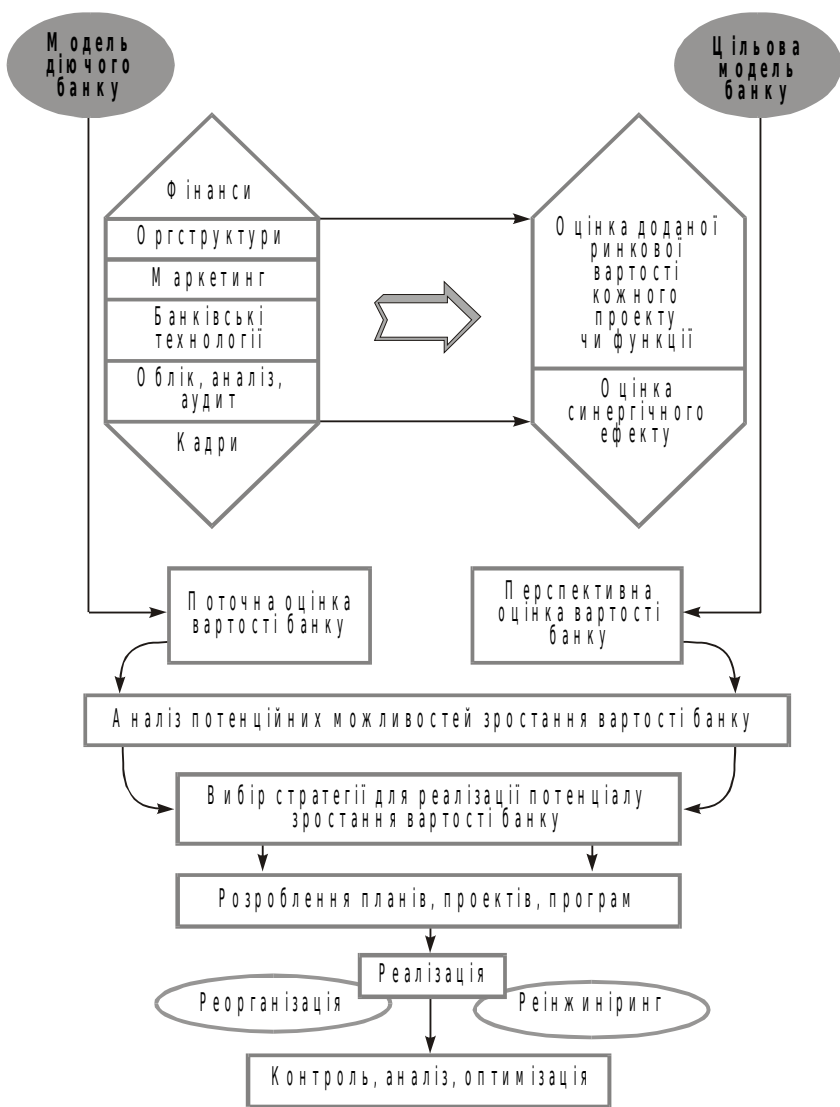 Модель
діючого
банку
Цільова
модель
банку
Фінанси
Оргструктури
Маркетинг
Банківські
технології
Облік, аналіз,
аудит
Кадри
Оцінка доданої
ринкової
вартості
кожного
проекту
чи функції
Оцінка
синергічного
ефекту
Поточна оцінка
вартості банку
Перспективна
оцінка вартості
банку
Аналіз потенційних можливостей зростання вартості банку
Вибір стратегії для реалізації потенціалу
зростання вартості банку
Розроблення планів, проектів, програм
Реалізація
Реорганізація
Реінжиніринг
Контроль, аналіз, оптимізація